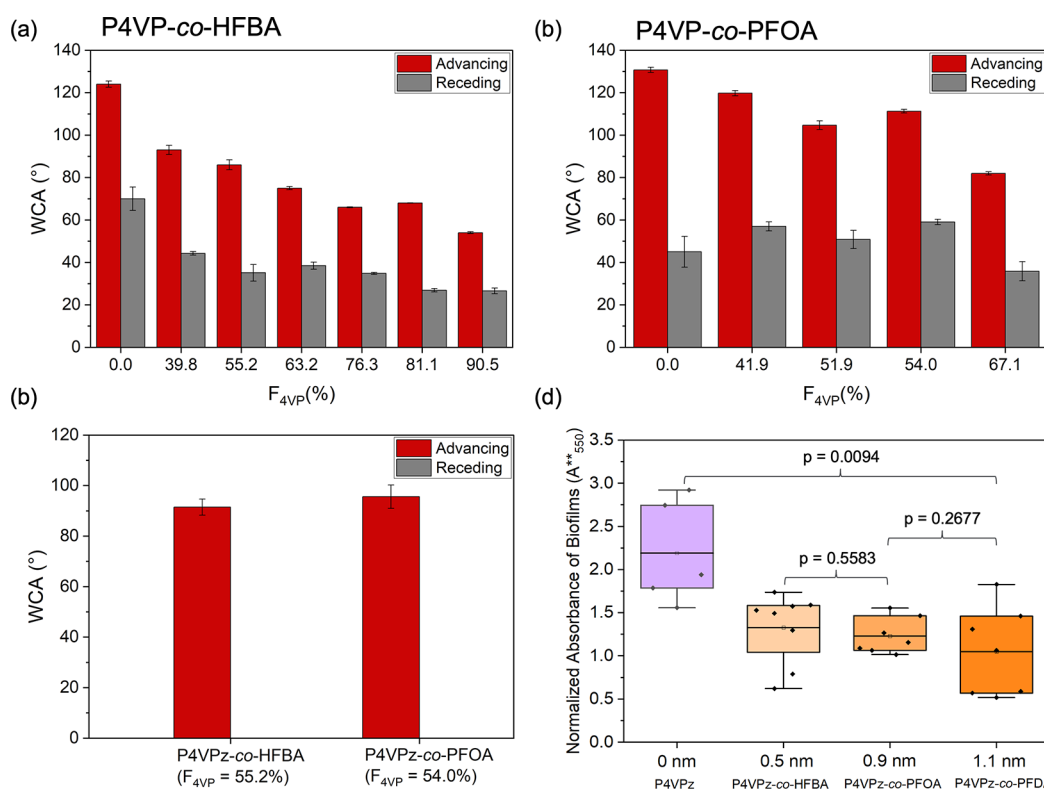 (a) P4VP-co-HFBA
140
120
100
80
60
40
20
0
WCA (°)
Advancing
Receding
0.0 39.8 55.2 63.2 76.3 81.1 90.5
F4VP(%)
(b) P4VP-co-PFOA
140
120
100
80
60
40
20
0
WCA (°)
Advancing
Receding
0.0 41.9 51.9 54.0 67.1
F4VP(%)
(b)
120
100
80
60
40
20
0
WCA (°)
Advancing
Receding
P4VPz-co-HFBA P4VPz-co-PFOA
(F4VP = 55.2%) (F4VP = 54.0%)
(d)
3.5
3.0
2.5
2.0
1.5
1.0
0.5
0.0
Normalized Absorbance of Biofilms (A**550)
p = 0.0094
p = 0.2677
p = 0.5583
0 nm 0.5 nm 0.9 nm 1.1 nm
P4VPz P4VPz-co-HFBA P4VPz-co-PFOA P4VPz-co-PFD